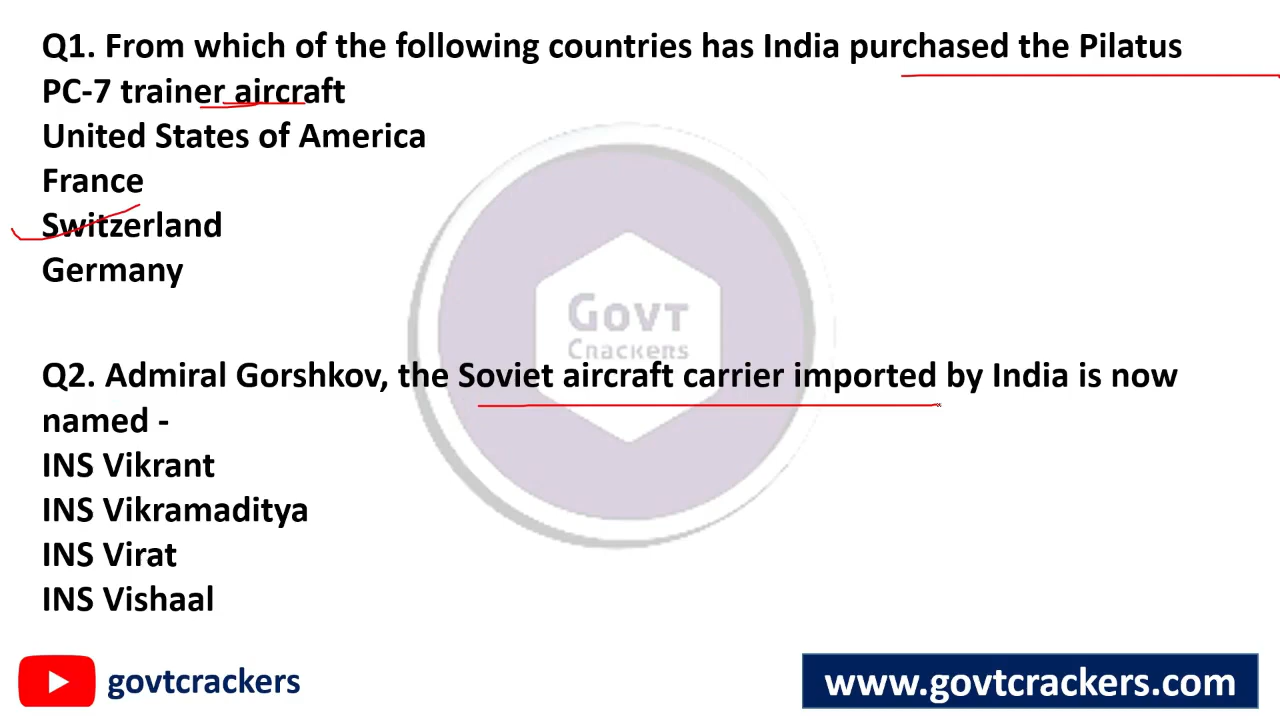 Q1. From which of the following countries has India purchased the Pilatus
PC-7 trainer aircraft
United States of America
France
Switzerland
Germany
Govt
Crackers
Q2. Admiral Gorshkov, the Soviet aircraft carrier imported by India is now
named -
INS Vikrant
INS Vikramaditya
INS Virat
INS Vishaal
govtcrackers
www.govtcrackers.com